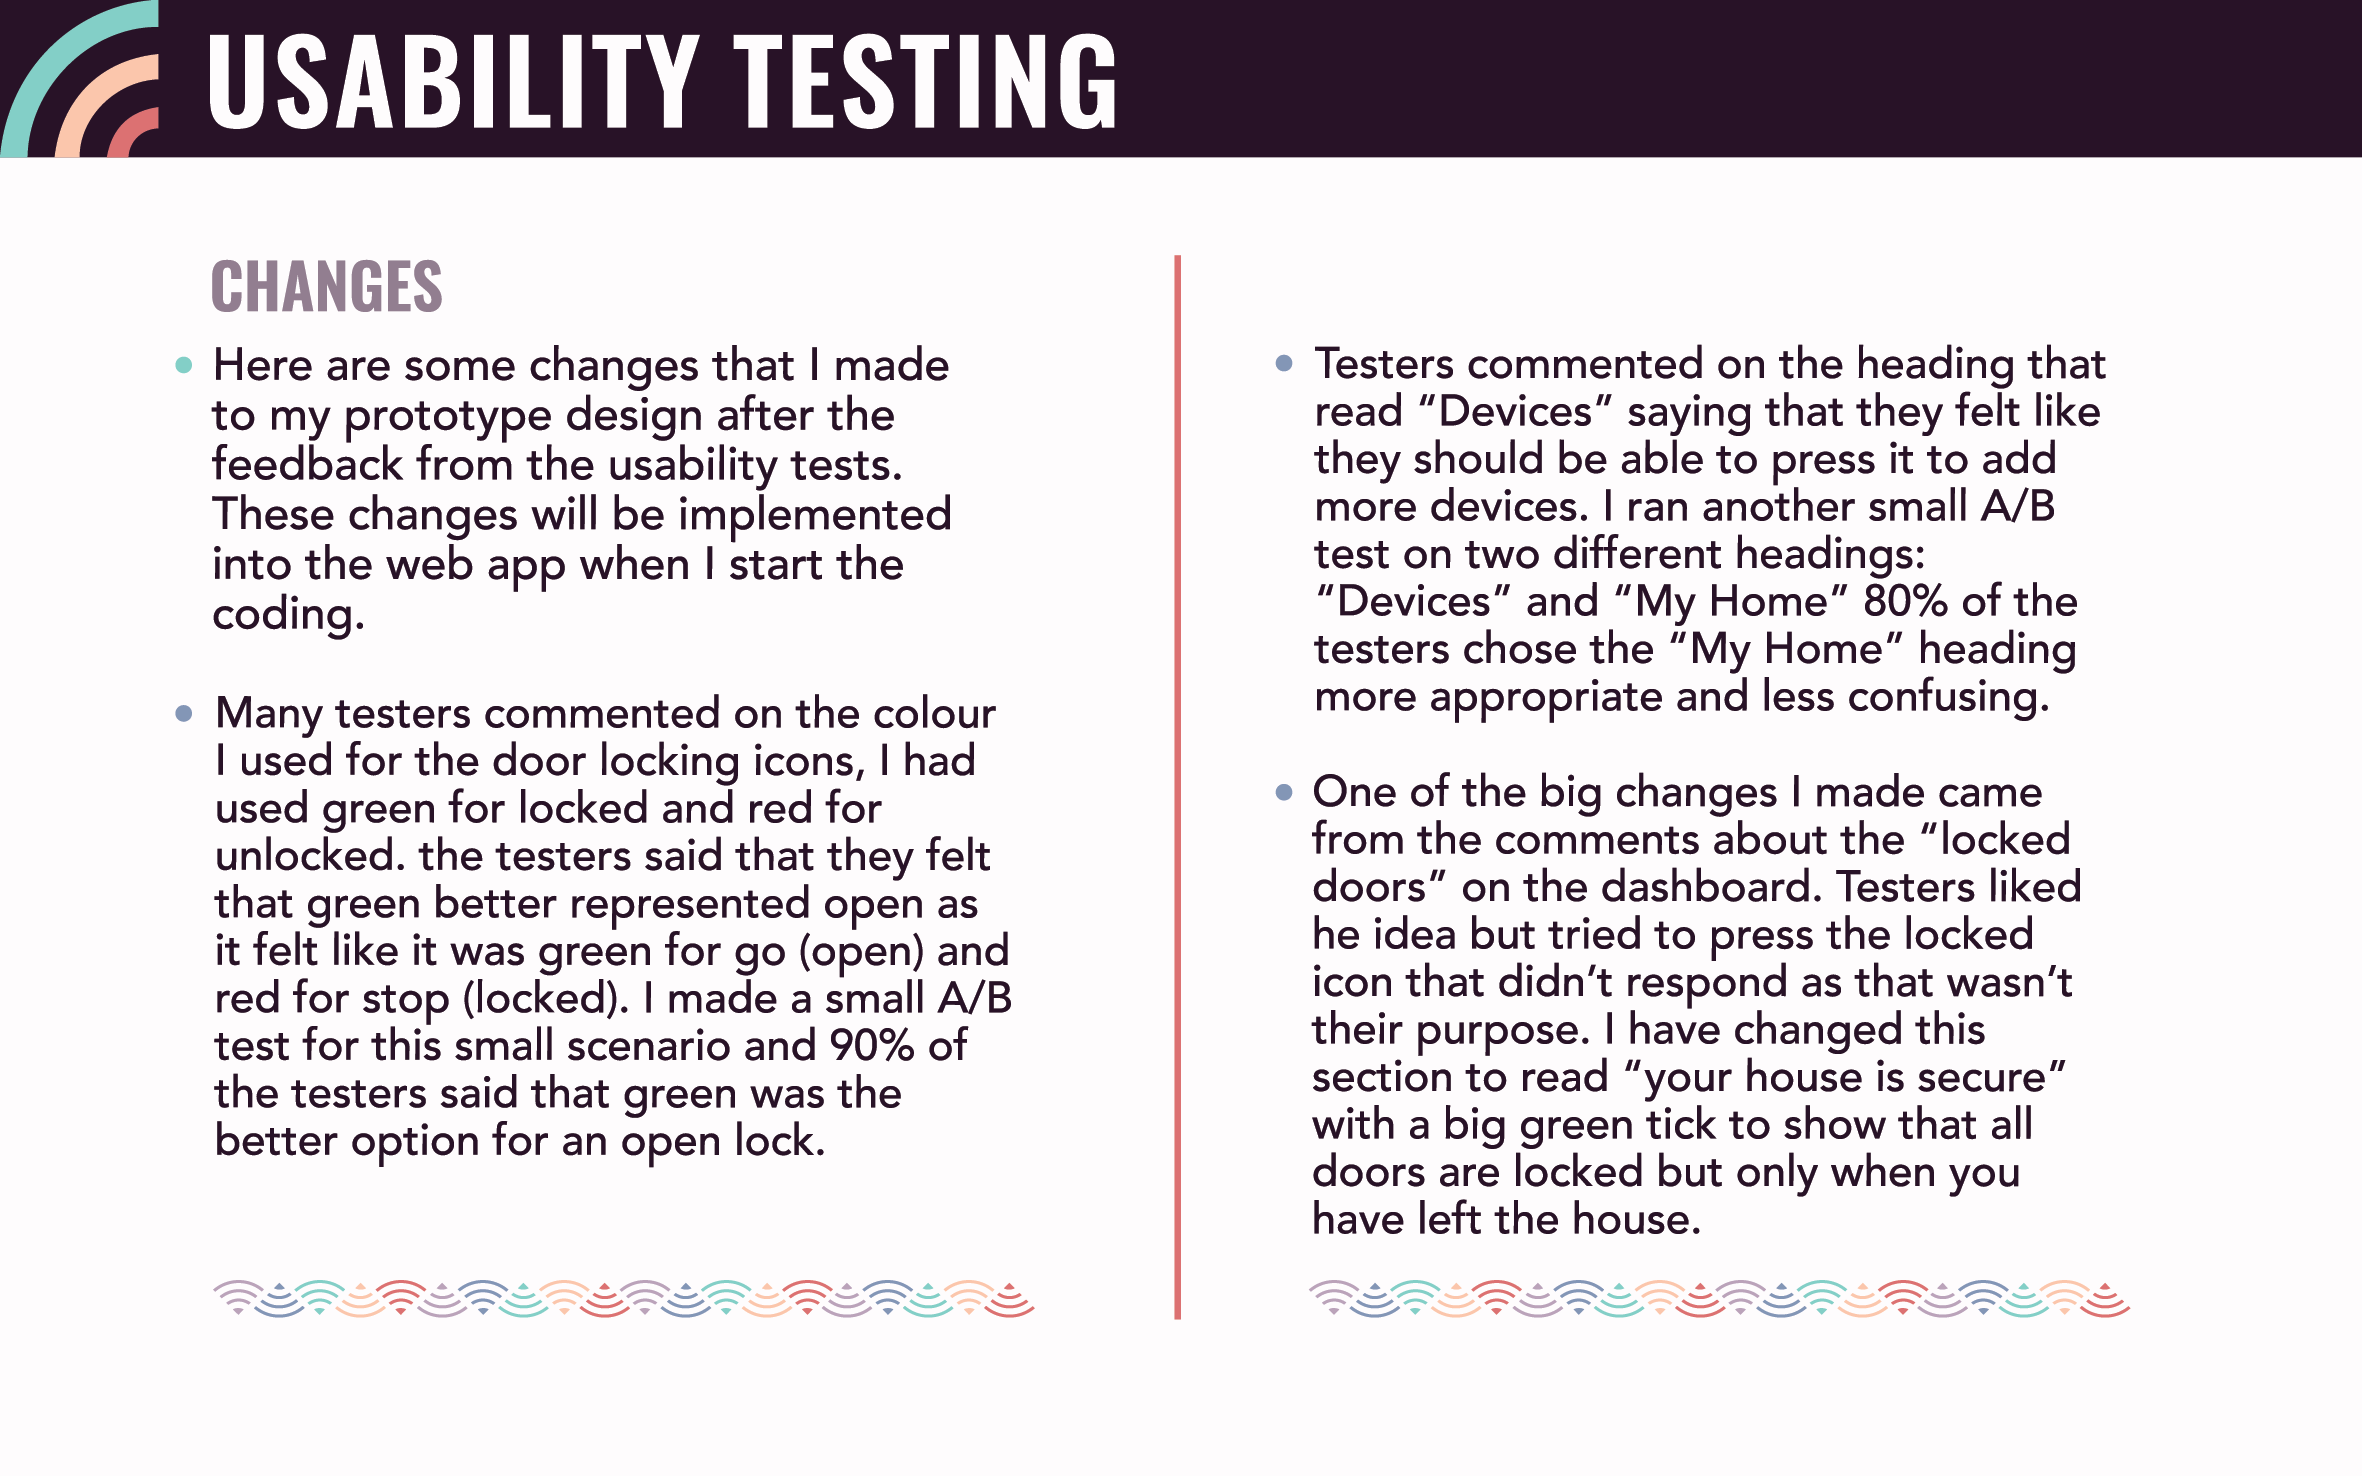 USABILITY TESTING
CHANGES
Here are some changes that I made
to my prototype design after the
feedback from the usability tests.
These changes will be implemented
into the web app when I start the
coding.
Many testers commented on the colour
I used for the door locking icons, I had
used green for locked and red for
unlocked. the testers said that they felt
that green better represented open as
it felt like it was green for go (open) and
red for stop (locked). I made a small A/B
test for this small scenario and 90% of
the testers said that green was the
better option for an open lock.
Testers commented on the heading that
read “Devices” saying that they felt like
they should be able to press it to add
more devices. I ran another small A/B
test on two different headings:
“Devices” and “My Home” 80% of the
testers chose the “My Home” heading
more appropriate and less confusing.
One of the big changes I made came
from the comments about the “locked
doors” on the dashboard. Testers liked
he idea but tried to press the locked
icon that didn’t respond as that wasn’t
their purpose. I have changed this
section to read “your house is secure”
with a big green tick to show that all
doors are locked but only when you
have left the house.